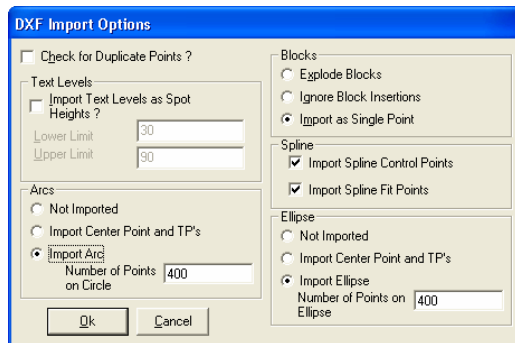 DXF Import Options
Check for Duplicate Points ?
Text Levels
Import Text Levels as Spot
Heights ?
Lower Limit 30
Upper Limit 90
Arcs
Not Imported
Import Center Point and TP's
Import Arc
Number of Points
on Circle 400
Ok Cancel
Blocks
Explode Blocks
Ignore Block Insertions
Import as Single Point
Spline
Import Spline Control Points
Import Spline Fit Points
Ellipse
Not Imported
Import Center Point and TP's
Import Ellipse
Number of Points on
Ellipse 400